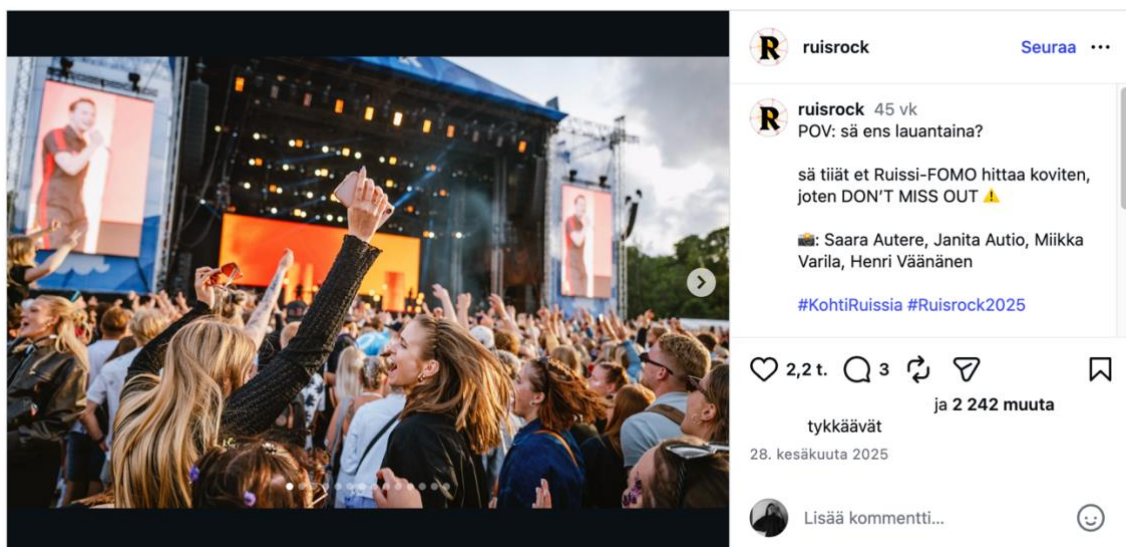 R
ruisrock
Seuraa
R
ruisrock 45 vk
POV: sä ens lauantaina?
sä tiiät et Ruissi-FOMO hittaa koviten,
joten DON'T MISS OUT ⚠️
📸: Saara Autere, Janita Autio, Miikka
Varila, Henri Väänänen
#KohtiRuissia #Ruisrock2025
2,2 t. 3
ja 2 242 muuta
tykkäävät
28. kesäkuuta 2025
Lisää kommentti...